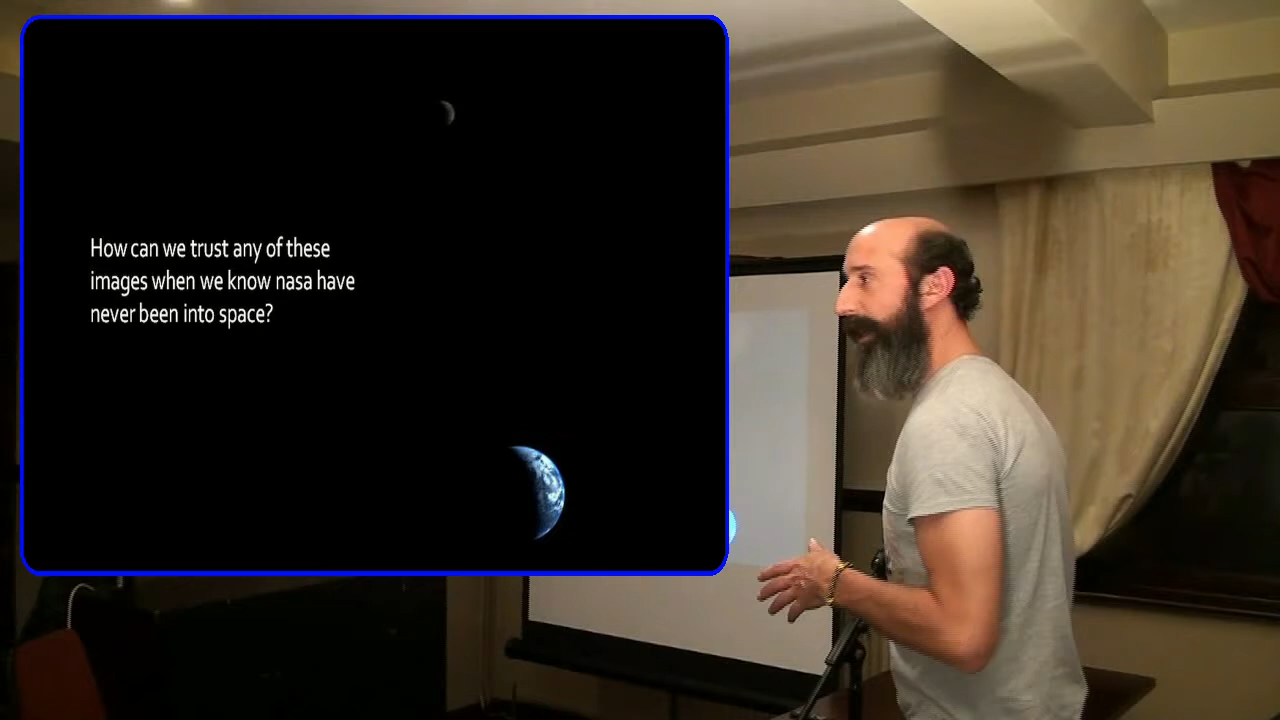 How can we trust any of these
images when we know nasa have
never been into space?